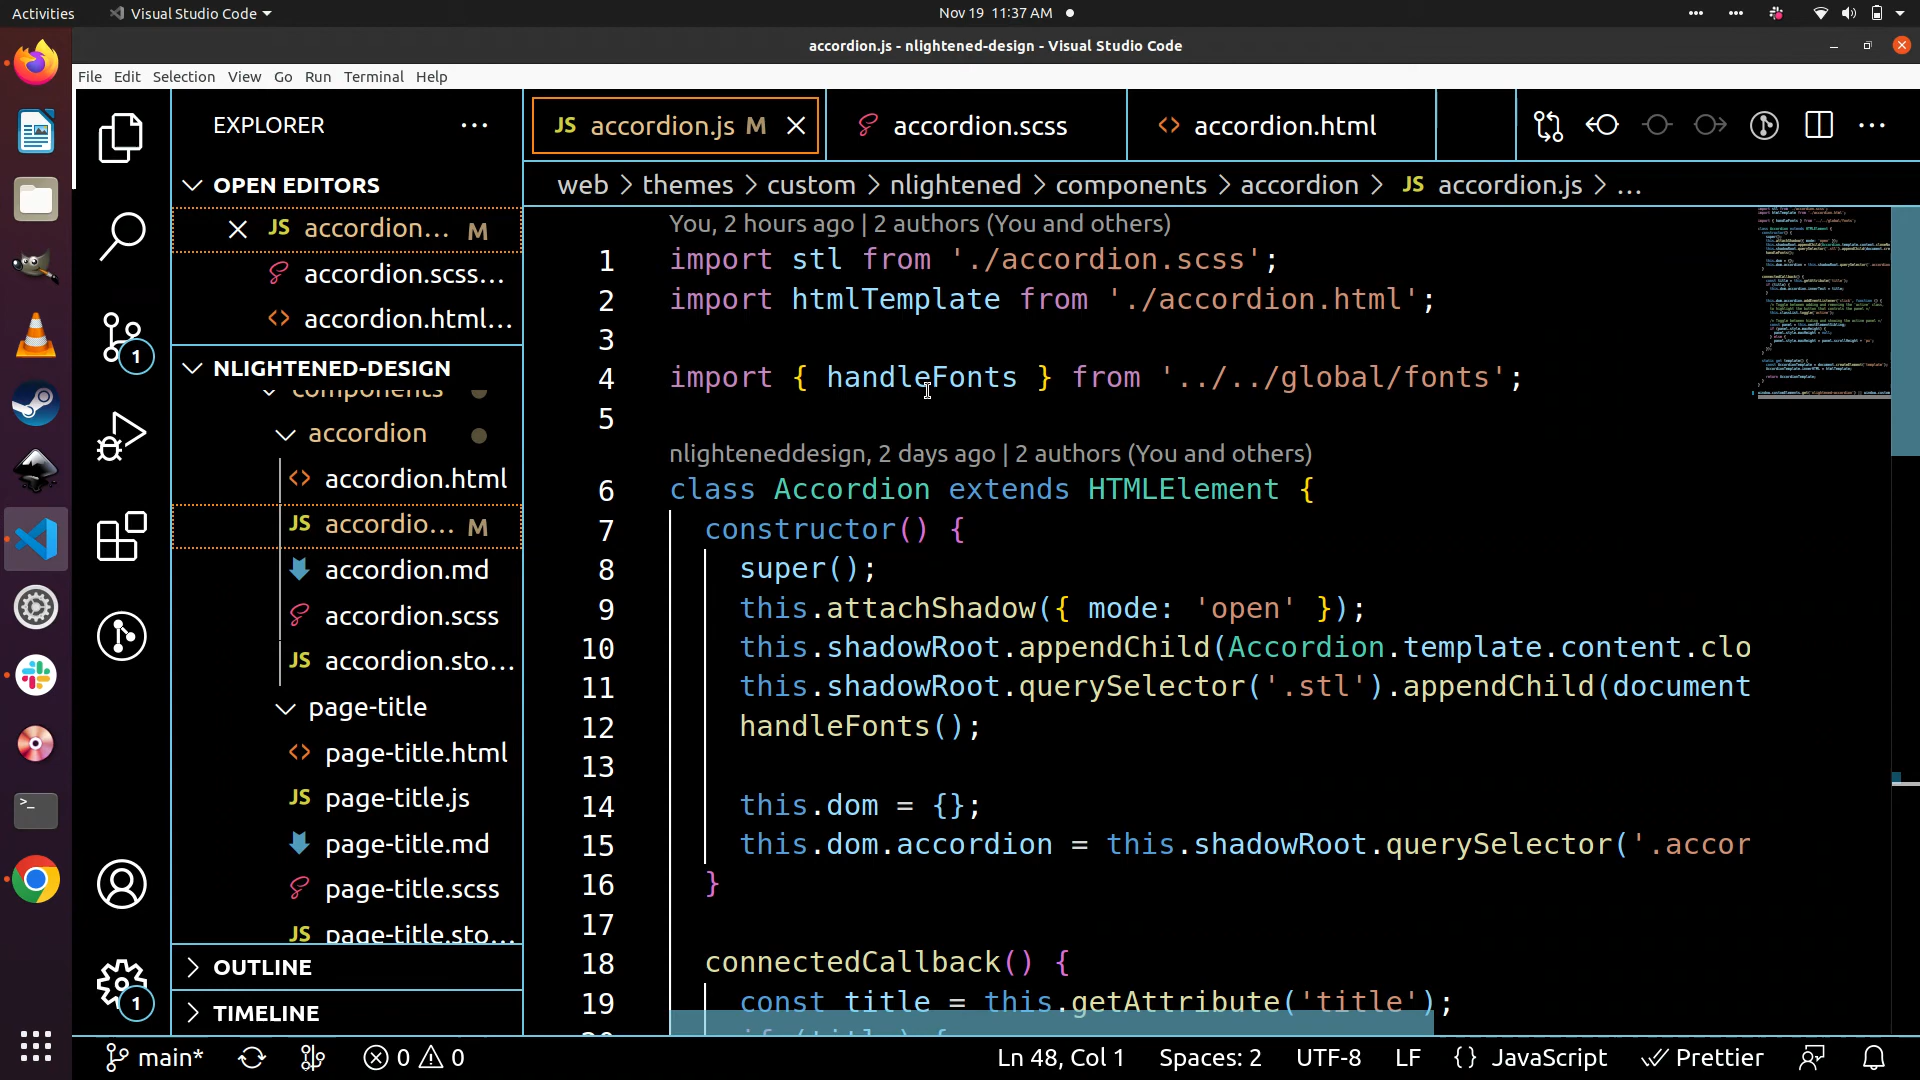 Activities
Visual Studio Code
Nov 19 11:37 AM
accordion.js - nlightened-design - Visual Studio Code
File Edit Selection View Go Run Terminal Help
EXPLORER
OPEN EDITORS
JS accordion... M
accordion.scss...
accordion.html...
NLIGHTENED-DESIGN
components
accordion
accordion.html
JS accordio... M
accordion.md
accordion.scss
JS accordion.sto...
page-title
page-title.html
JS page-title.js
page-title.md
page-title.scss
JS page-title.sto...
OUTLINE
TIMELINE
1
1
JS accordion.js M
accordion.scss
accordion.html
web > themes > custom > nlightened > components > accordion > JS accordion.js > ...
You, 2 hours ago | 2 authors (You and others)
1 import stl from './accordion.scss';
2 import htmlTemplate from './accordion.html';
3
4 import { handleFonts } from '../../global/fonts';
5
nlighteneddesign, 2 days ago | 2 authors (You and others)
6 class Accordion extends HTMLElement {
7 constructor() {
8 super();
9 this.attachShadow({ mode: 'open' });
10 this.shadowRoot.appendChild(Accordion.template.content.clo
11 this.shadowRoot.querySelector('.stl').appendChild(document
12 handleFonts();
13
14 this.dom = {};
15 this.dom.accordion = this.shadowRoot.querySelector('.accor
16 }
17
18 connectedCallback() {
19 const title = this.getAttribute('title');
20 if (title) {
main* 0 0
Ln 48, Col 1 Spaces: 2 UTF-8 LF {} JavaScript Prettier